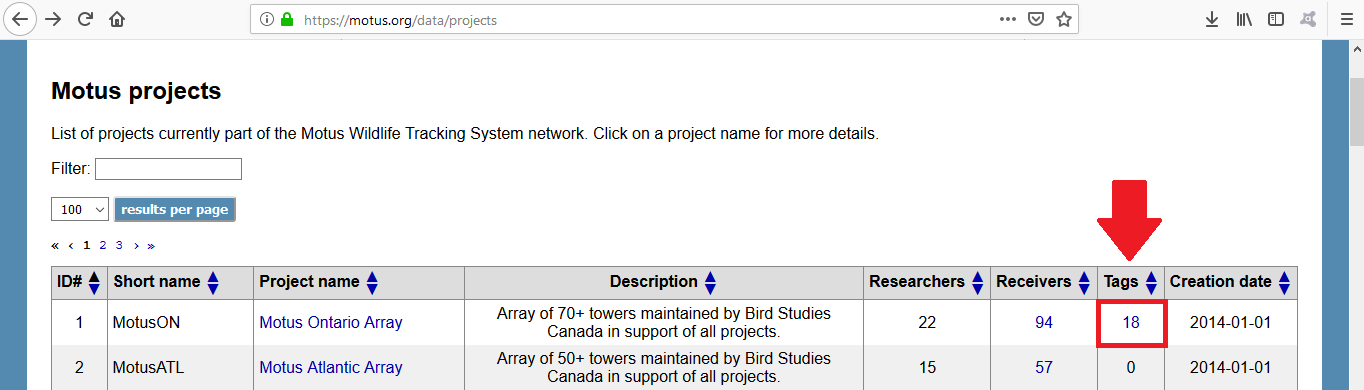 https://motus.org/data/projects
Motus projects
List of projects currently part of the Motus Wildlife Tracking System network. Click on a project name for more details.
Filter:
100 results per page
« ‹ 1 2 3 › »
ID# Short name Project name Description Researchers Receivers Tags Creation date
1 MotusON Motus Ontario Array Array of 70+ towers maintained by Bird Studies Canada in support of all projects. 22 94 18 2014-01-01
2 MotusATL Motus Atlantic Array Array of 50+ towers maintained by Bird Studies Canada in support of all projects. 15 57 0 2014-01-01